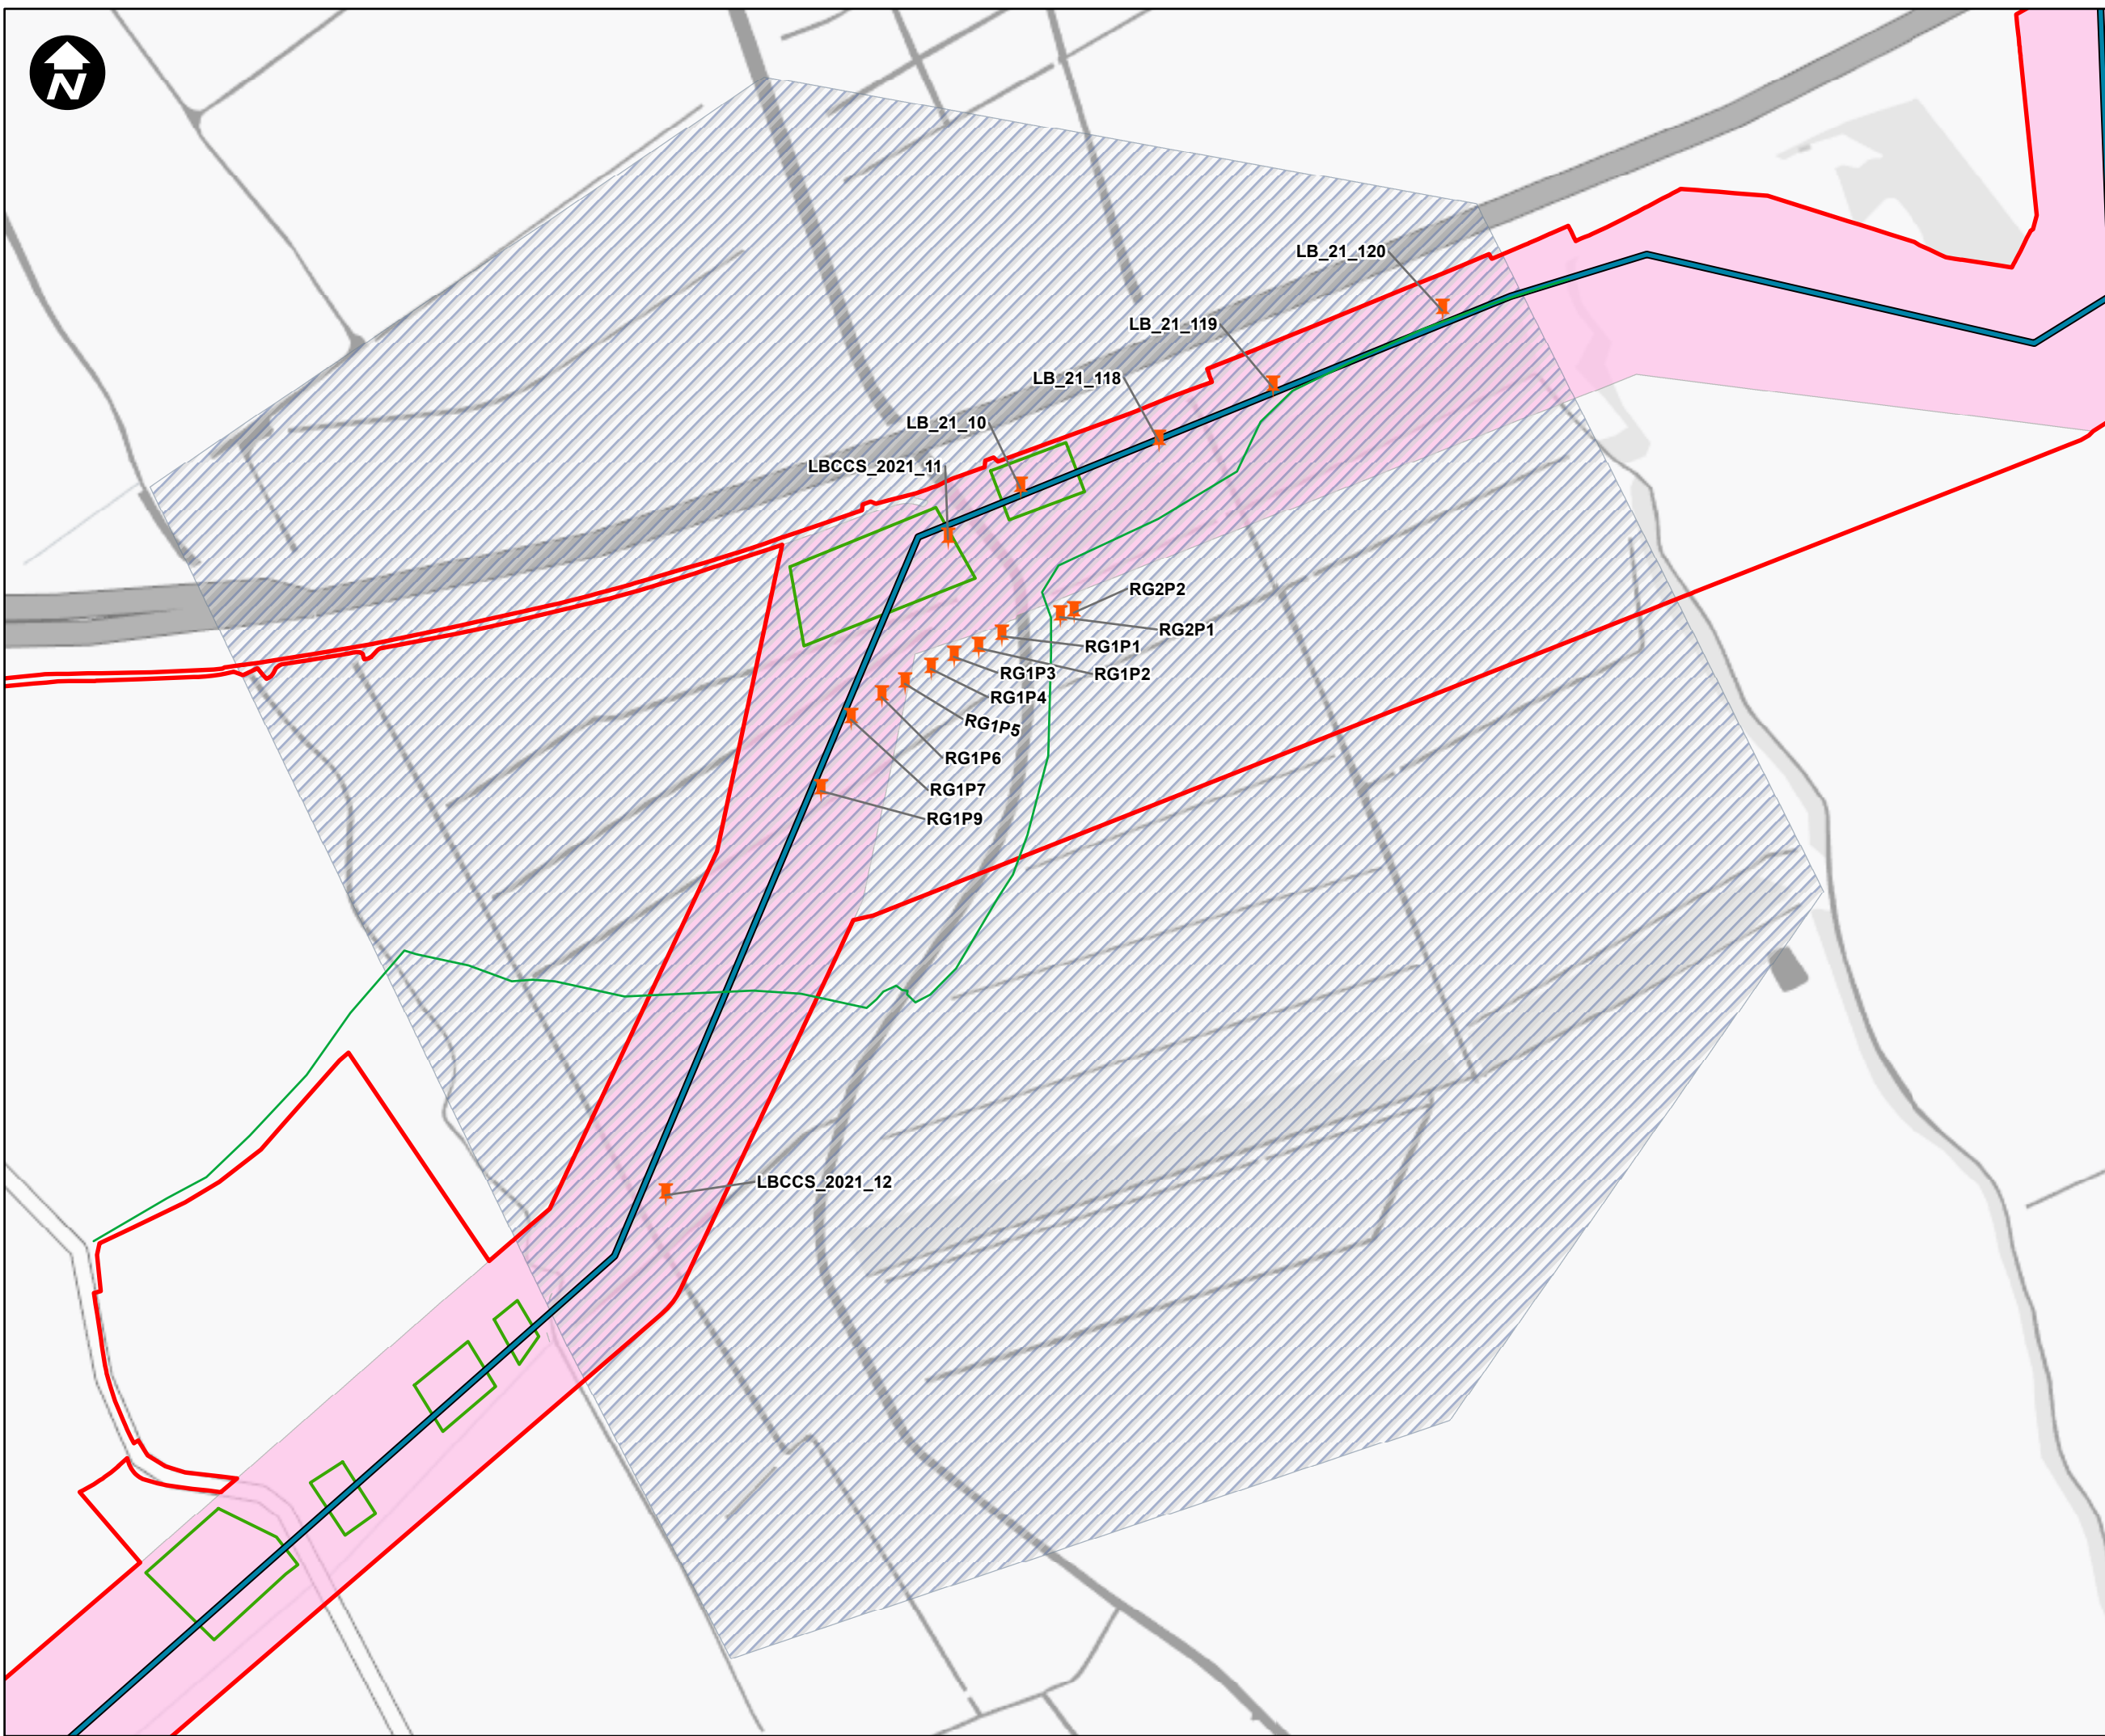 N
LB_21_120
LB_21_119
LB_21_118
LB_21_10
LBCCS_2021_11
RG2P2
RG2P1
RG1P1
RG1P2
RG1P3
RG1P4
RG1P5
RG1P6
RG1P7
RG1P9
LBCCS_2021_12